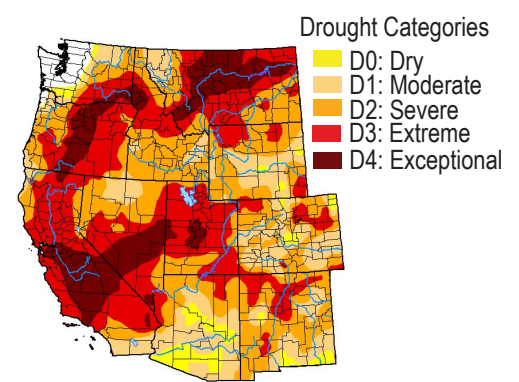 Drought Categories
D0: Dry
D1: Moderate
D2: Severe
D3: Extreme
D4: Exceptional